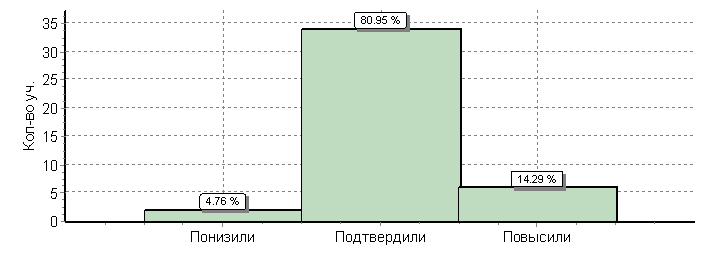 Кол-во уч.
35
30
25
20
15
10
5
0
4.76 %
80.95 %
14.29 %
Понизили
Подтвердили
Повысили